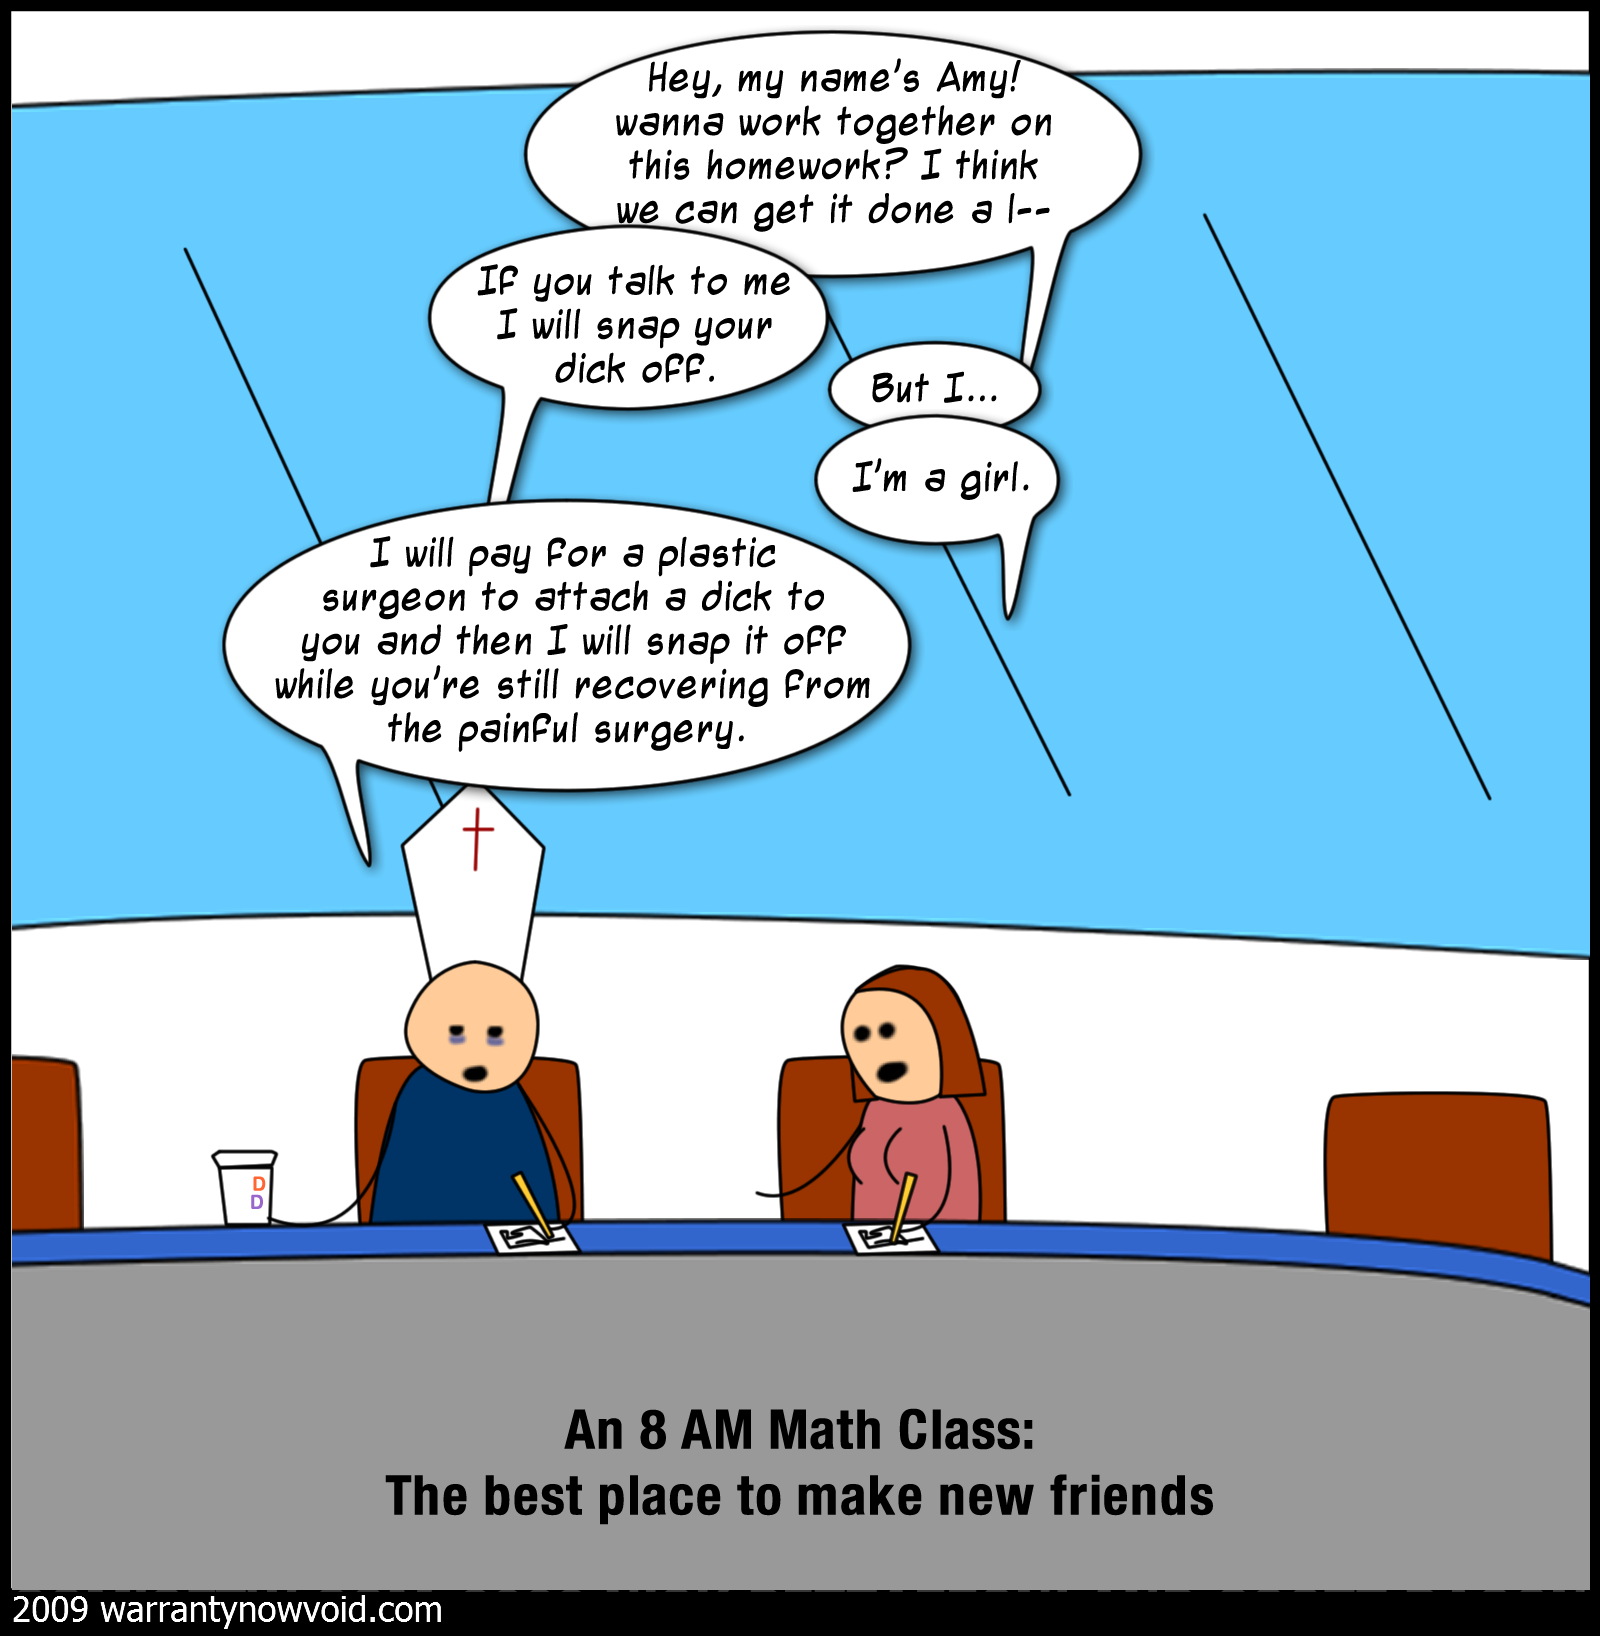 Hey, my name's Amy!
wanna work together on
this homework? I think
we can get it done a l--
If you talk to me
I will snap your
dick off.
But I...
I'm a girl.
I will pay for a plastic
surgeon to attach a dick to
you and then I will snap it off
while you're still recovering from
the painful surgery.
D
D
An 8 AM Math Class:
The best place to make new friends
2009 warrantynowvoid.com